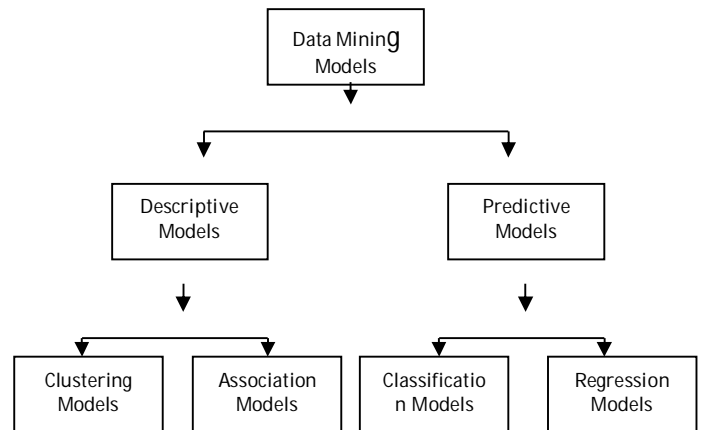 Data Mining
Models
Descriptive
Models
Predictive
Models
Clustering
Models
Association
Models
Classificatio
n Models
Regression
Models